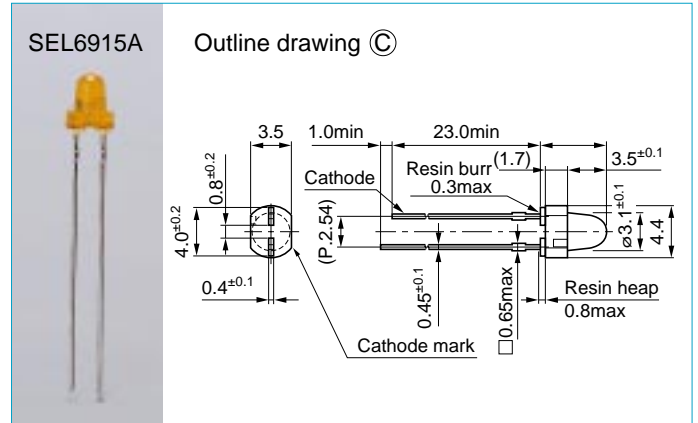 SEL6915A
Outline drawing Ⓒ
3.5
1.0min
23.0min
(1.7)
3.5±0.1
Resin burr
0.3max
Cathode
0.8±0.2
4.0±0.2
(P.2.54)
ø3.1±0.1
4.4
0.4±0.1
0.45±0.1
□0.65max
Resin heap
0.8max
Cathode mark